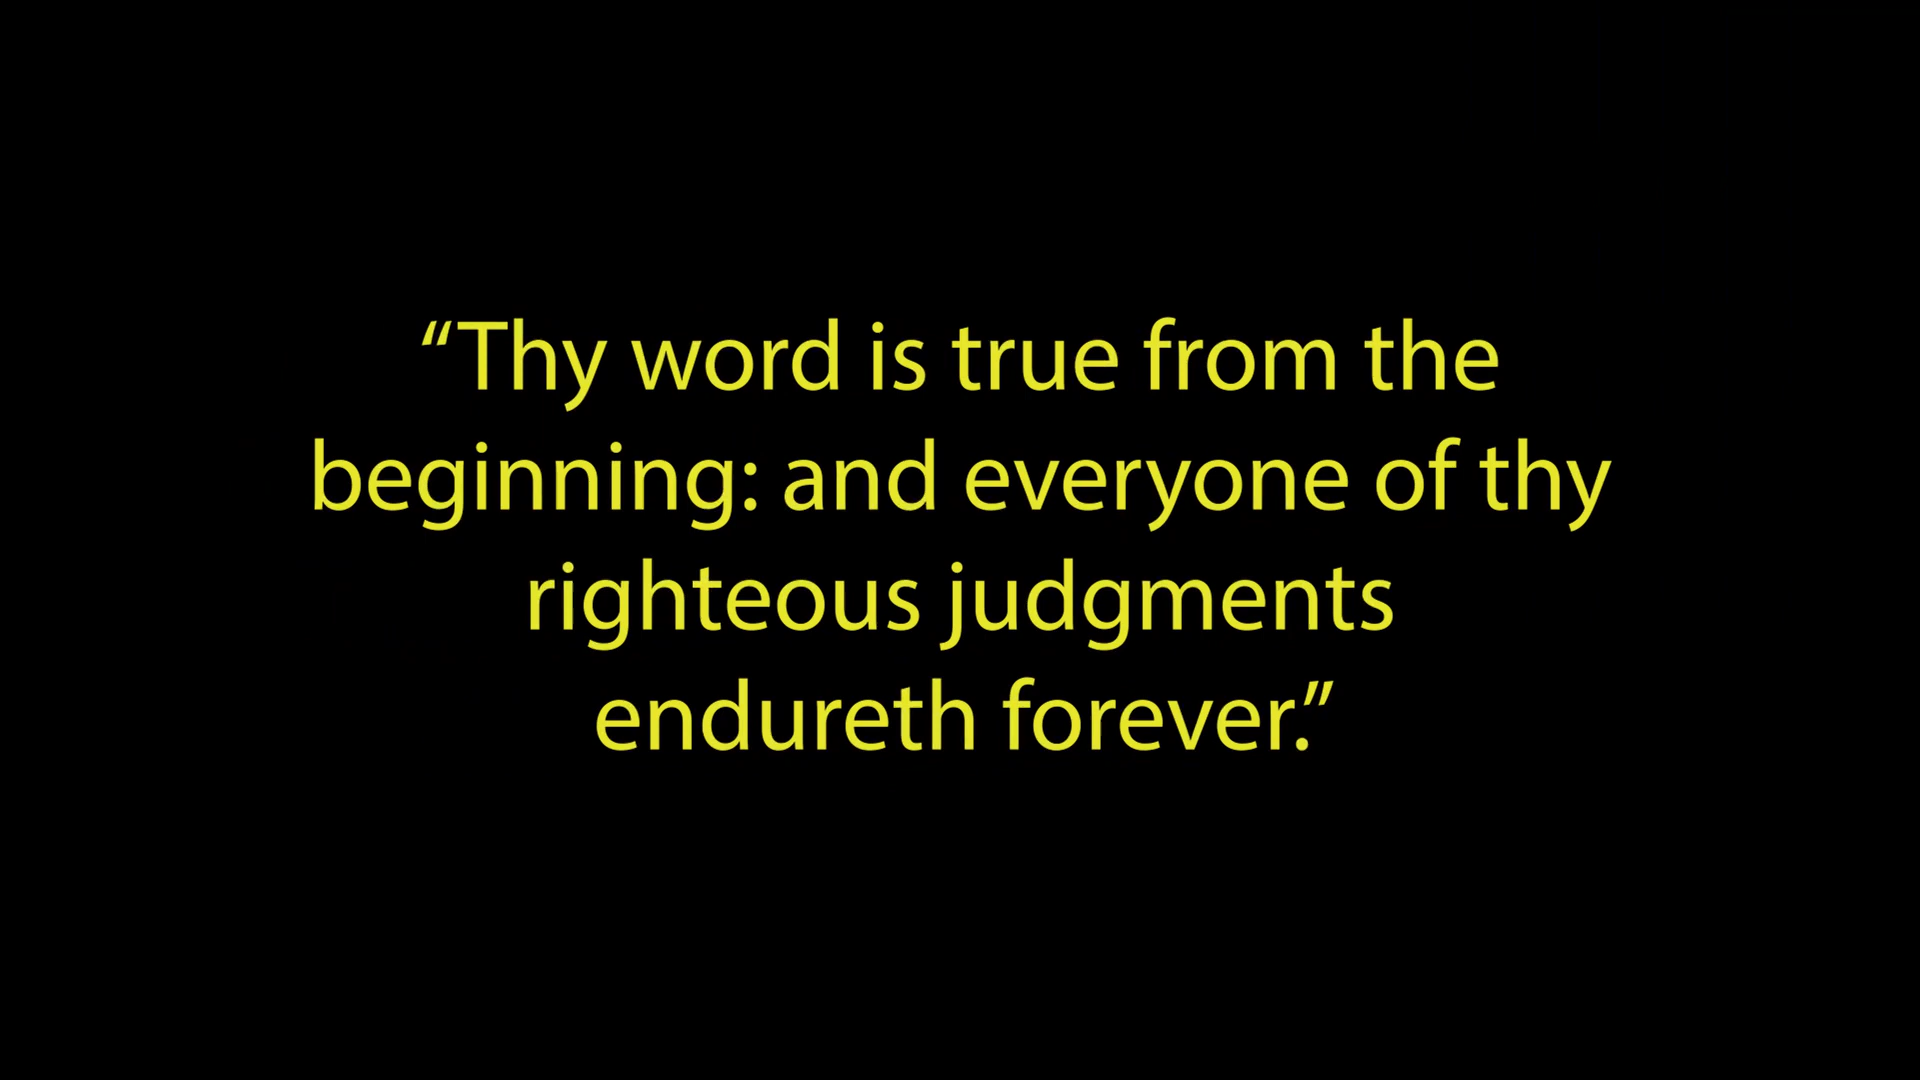 “Thy word is true from the
beginning: and everyone of thy
righteous judgments
endureth forever.”